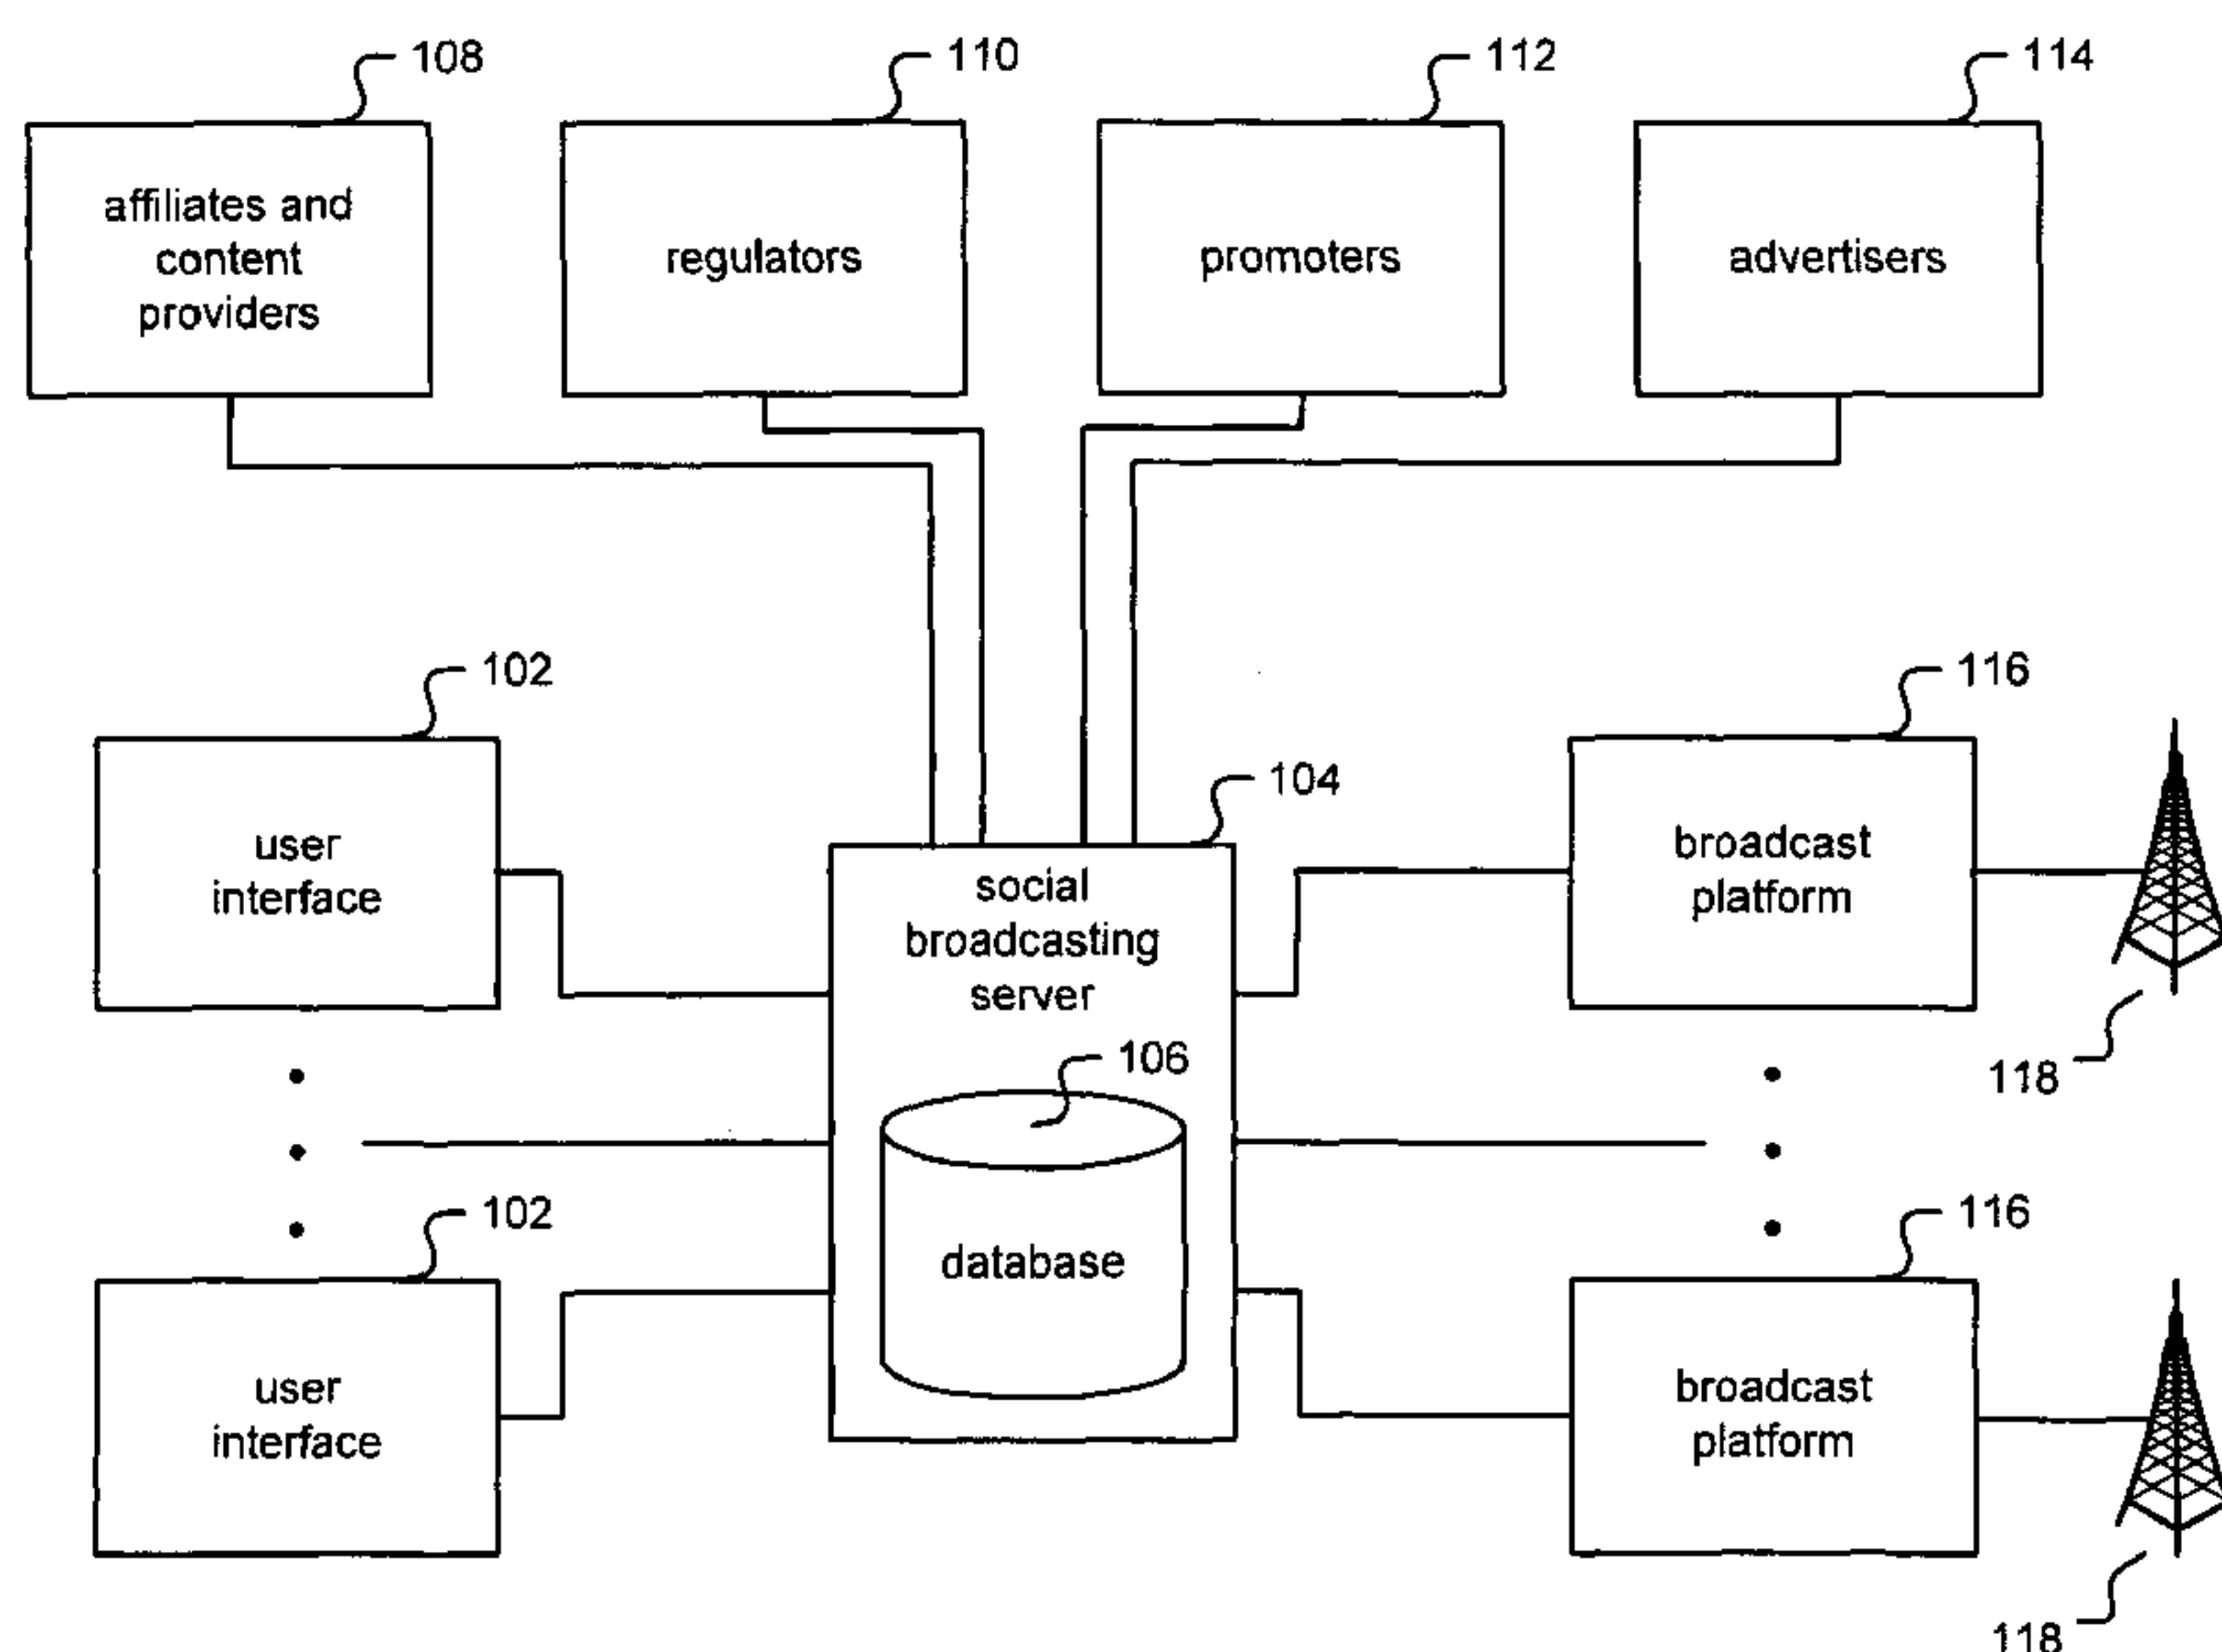 108
110
112
114
affiliates and
content
providers
regulators
promoters
advertisers
102
116
104
user
interface
social
broadcasting
server
broadcast
platform
106
118
102
116
database
user
interface
broadcast
platform
118